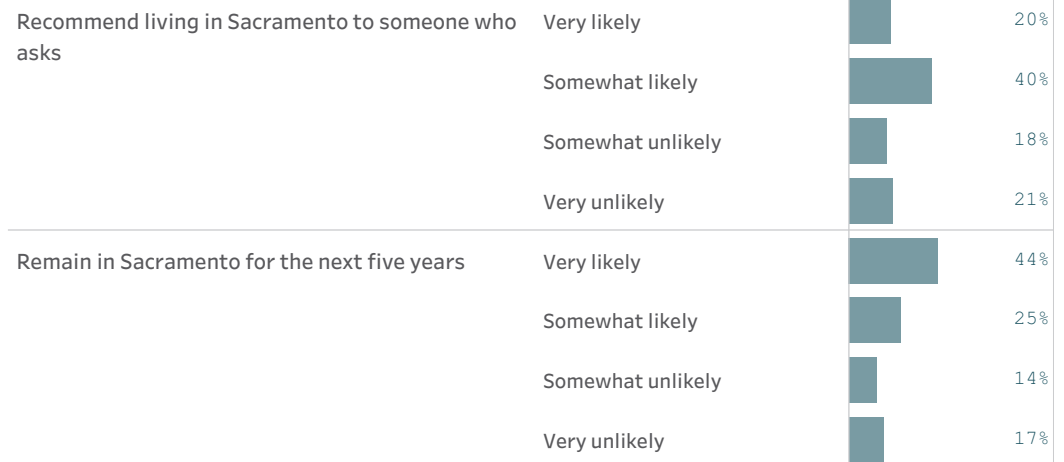 Recommend living in Sacramento to someone who
asks
Very likely 20%
Somewhat likely 40%
Somewhat unlikely 18%
Very unlikely 21%
Remain in Sacramento for the next five years
Very likely 44%
Somewhat likely 25%
Somewhat unlikely 14%
Very unlikely 17%